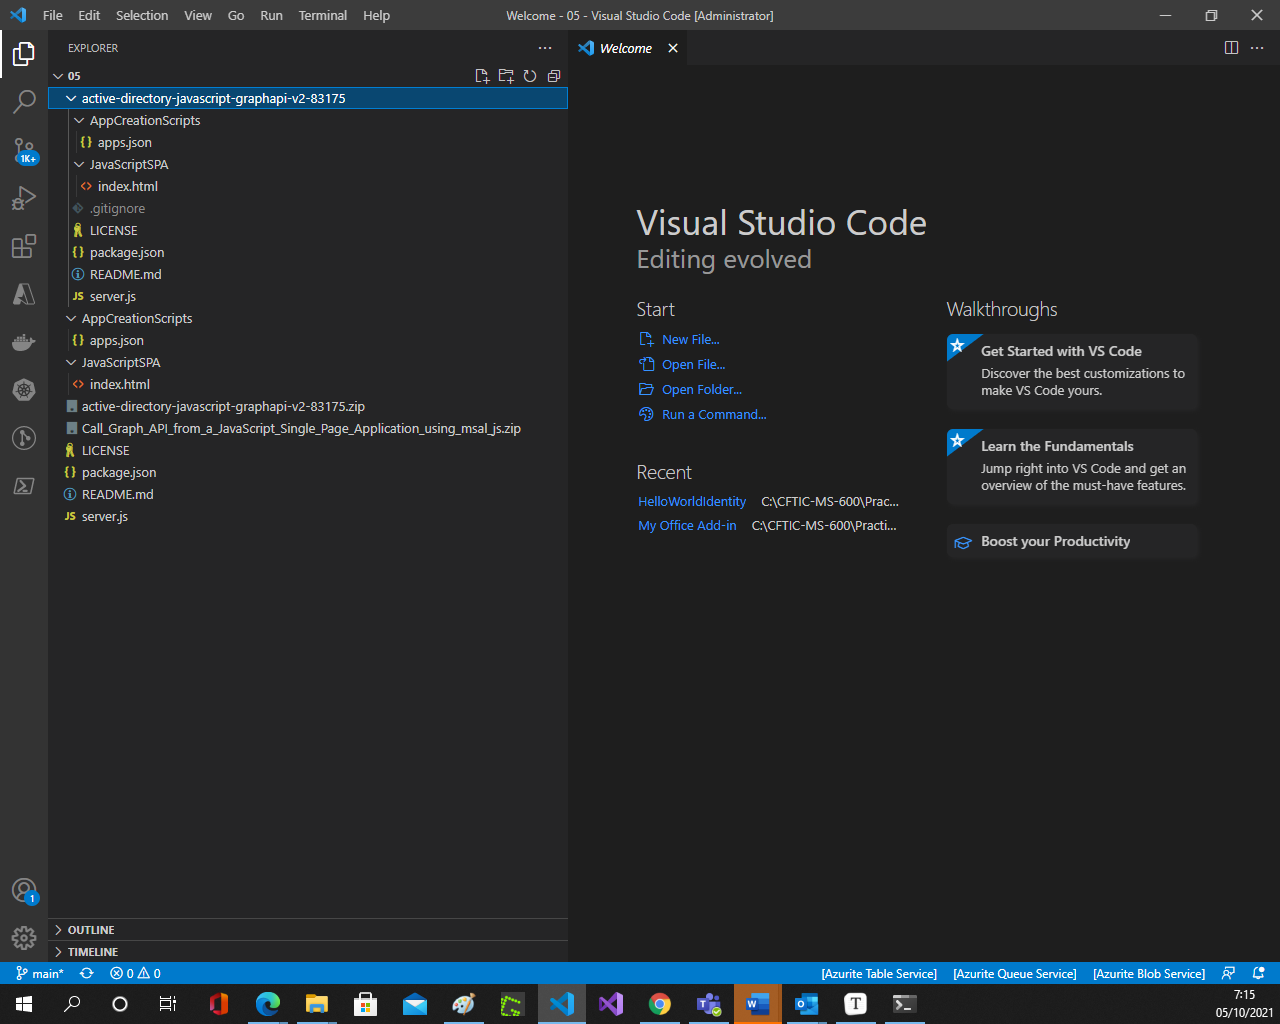 File Edit Selection View Go Run Terminal Help
Welcome - 05 - Visual Studio Code [Administrator]
EXPLORER
Welcome
05
active-directory-javascript-graphapi-v2-83175
AppCreationScripts
apps.json
JavaScriptSPA
index.html
.gitignore
LICENSE
package.json
README.md
JS server.js
AppCreationScripts
apps.json
JavaScriptSPA
index.html
active-directory-javascript-graphapi-v2-83175.zip
Call_Graph_API_from_a_JavaScript_Single_Page_Application_using_msal_js.zip
LICENSE
package.json
README.md
JS server.js
1K+
1
OUTLINE
TIMELINE
Visual Studio Code
Editing evolved
Start
New File...
Open File...
Open Folder...
Run a Command...
Recent
HelloWorldIdentity C:\CFTIC-MS-600\Prac...
My Office Add-in C:\CFTIC-MS-600\Practi...
Walkthroughs
Get Started with VS Code
Discover the best customizations to
make VS Code yours.
Learn the Fundamentals
Jump right into VS Code and get an
overview of the must-have features.
Boost your Productivity
main* 0 0 [Azurite Table Service] [Azurite Queue Service] [Azurite Blob Service]
7:15
05/10/2021